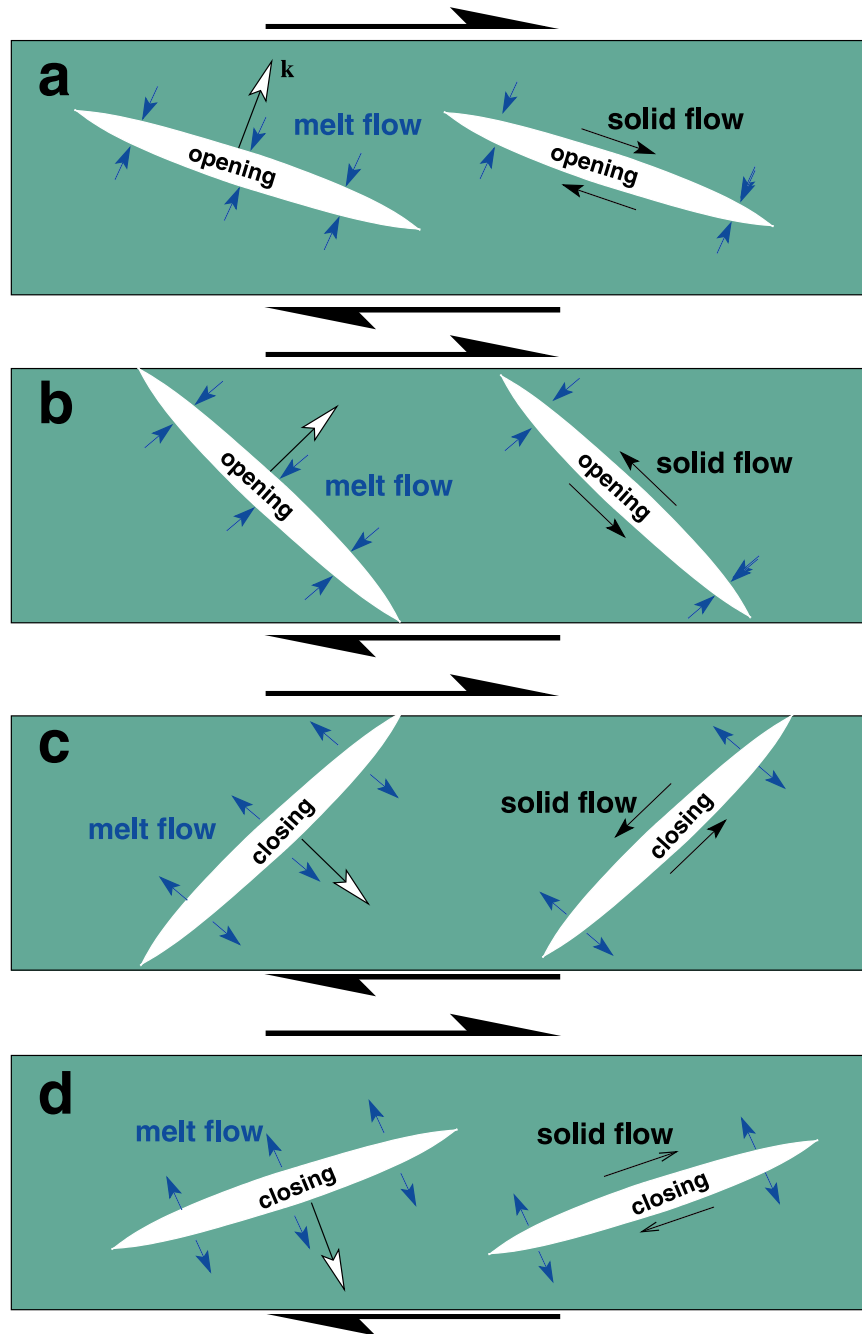 a
k
melt flow
opening
solid flow
opening
b
opening
melt flow
opening
solid flow
c
melt flow
closing
solid flow
closing
d
melt flow
closing
solid flow
closing